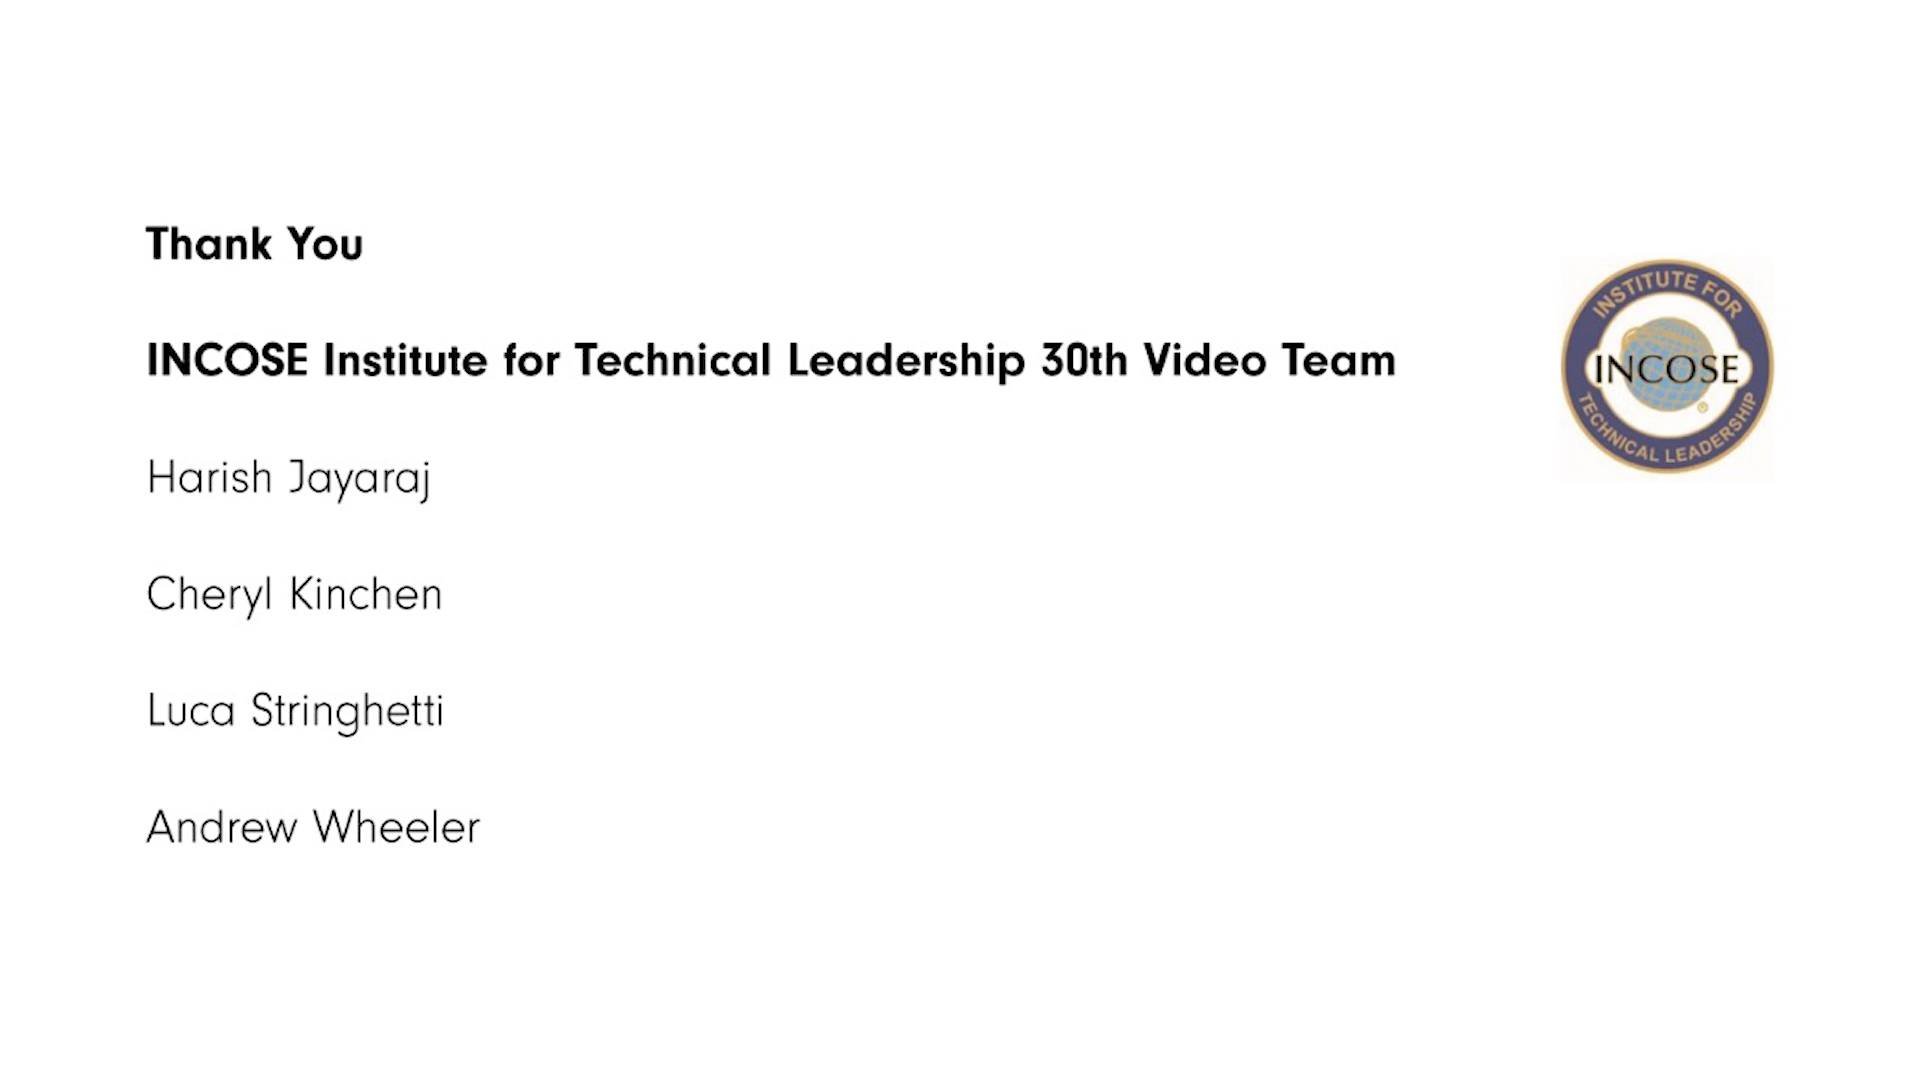 Thank You
INCOSE Institute for Technical Leadership 30th Video Team
Harish Jayaraj
Cheryl Kinchen
Luca Stringhetti
Andrew Wheeler
INSTITUTE FOR
INCOSE
®
TECHNICAL LEADERSHIP